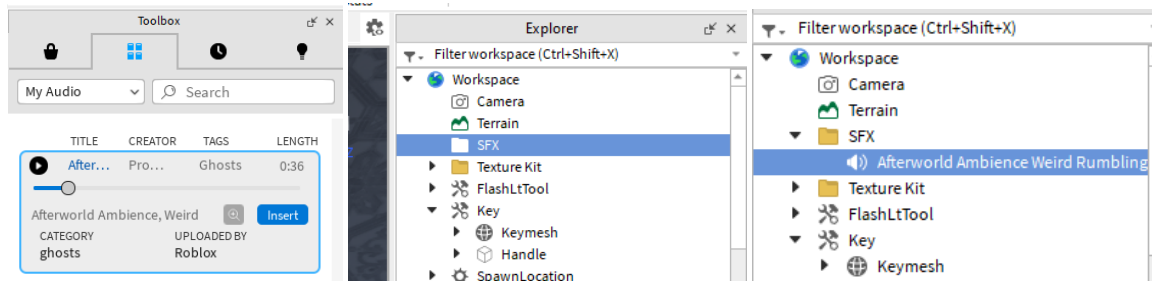 Toolbox
My Audio
Search
TITLE CREATOR TAGS LENGTH
After... Pro... Ghosts 0:36
Afterworld Ambience, Weird Insert
CATEGORY UPLOADED BY
ghosts Roblox
Explorer
Filter workspace (Ctrl+Shift+X)
Workspace
Camera
Terrain
SFX
Texture Kit
FlashLtTool
Key
Keymesh
Handle
SpawnLocation
Filter workspace (Ctrl+Shift+X)
Workspace
Camera
Terrain
SFX
Afterworld Ambience Weird Rumbling
Texture Kit
FlashLtTool
Key
Keymesh